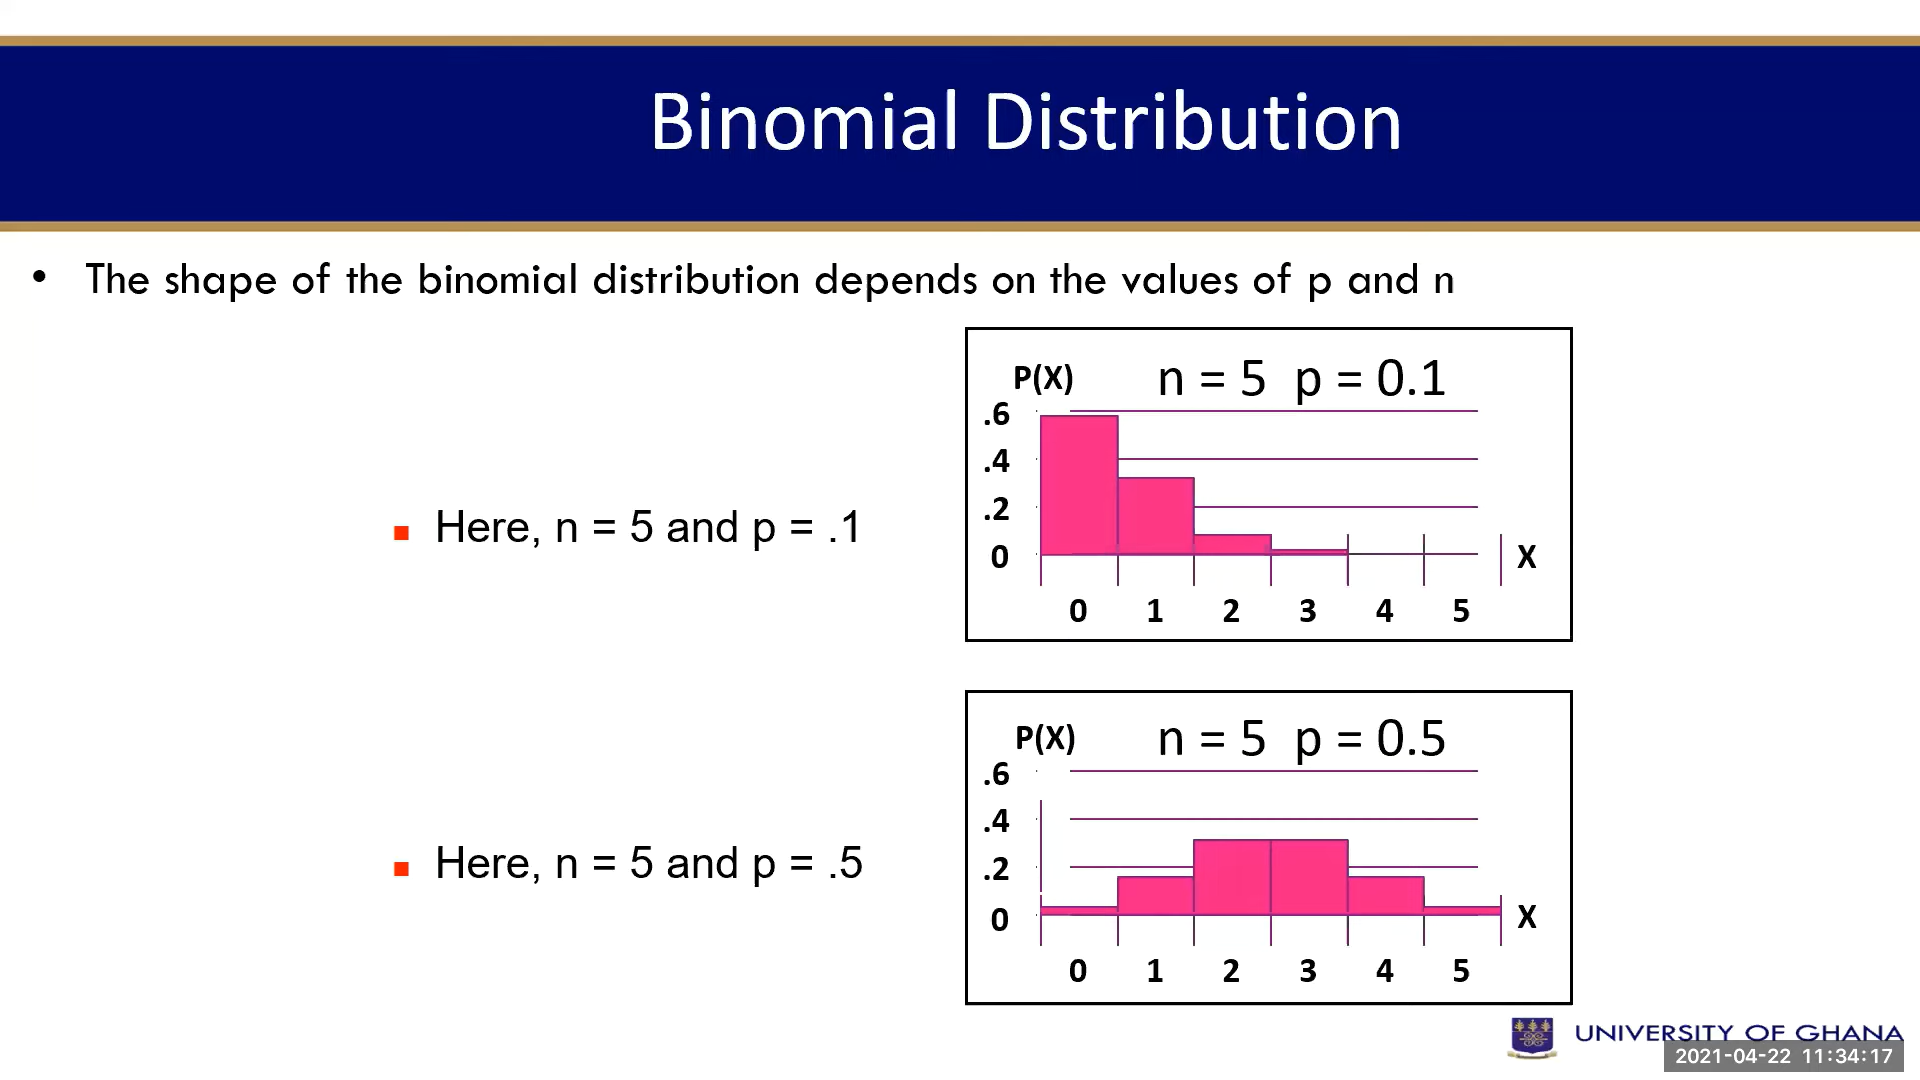 Binomial Distribution
• The shape of the binomial distribution depends on the values of p and n
P(X) n = 5 p = 0.1
.6
.4
.2
0
X
0 1 2 3 4 5
▪ Here, n = 5 and p = .1
P(X) n = 5 p = 0.5
.6
.4
.2
0
X
0 1 2 3 4 5
▪ Here, n = 5 and p = .5
UNIVERSITY OF GHANA
2021-04-22 11:34:17